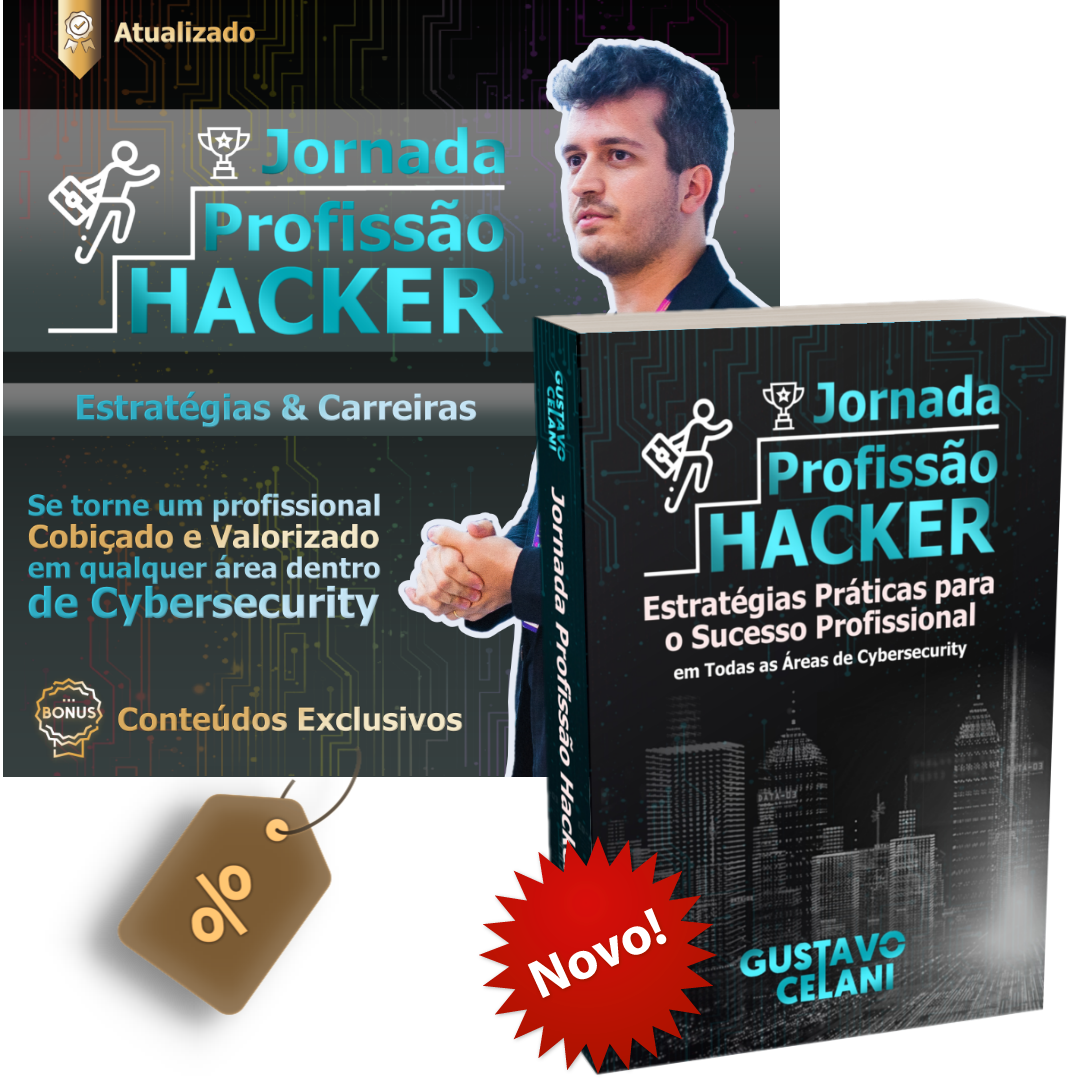 Atualizado
Jornada
Profissão
HACKER
Estratégias & Carreiras
Se torne um profissional
Cobiçado e Valorizado
em qualquer área dentro
de Cybersecurity
BONUS
Conteúdos Exclusivos
%
GUSTAVO
CELANI
Jornada Profissão Hack
Jornada
Profissão
HACKER
Estratégias Práticas para
o Sucesso Profissional
em Todas as Áreas de Cybersecurity
GUSTAVO
CELANI
Novo!